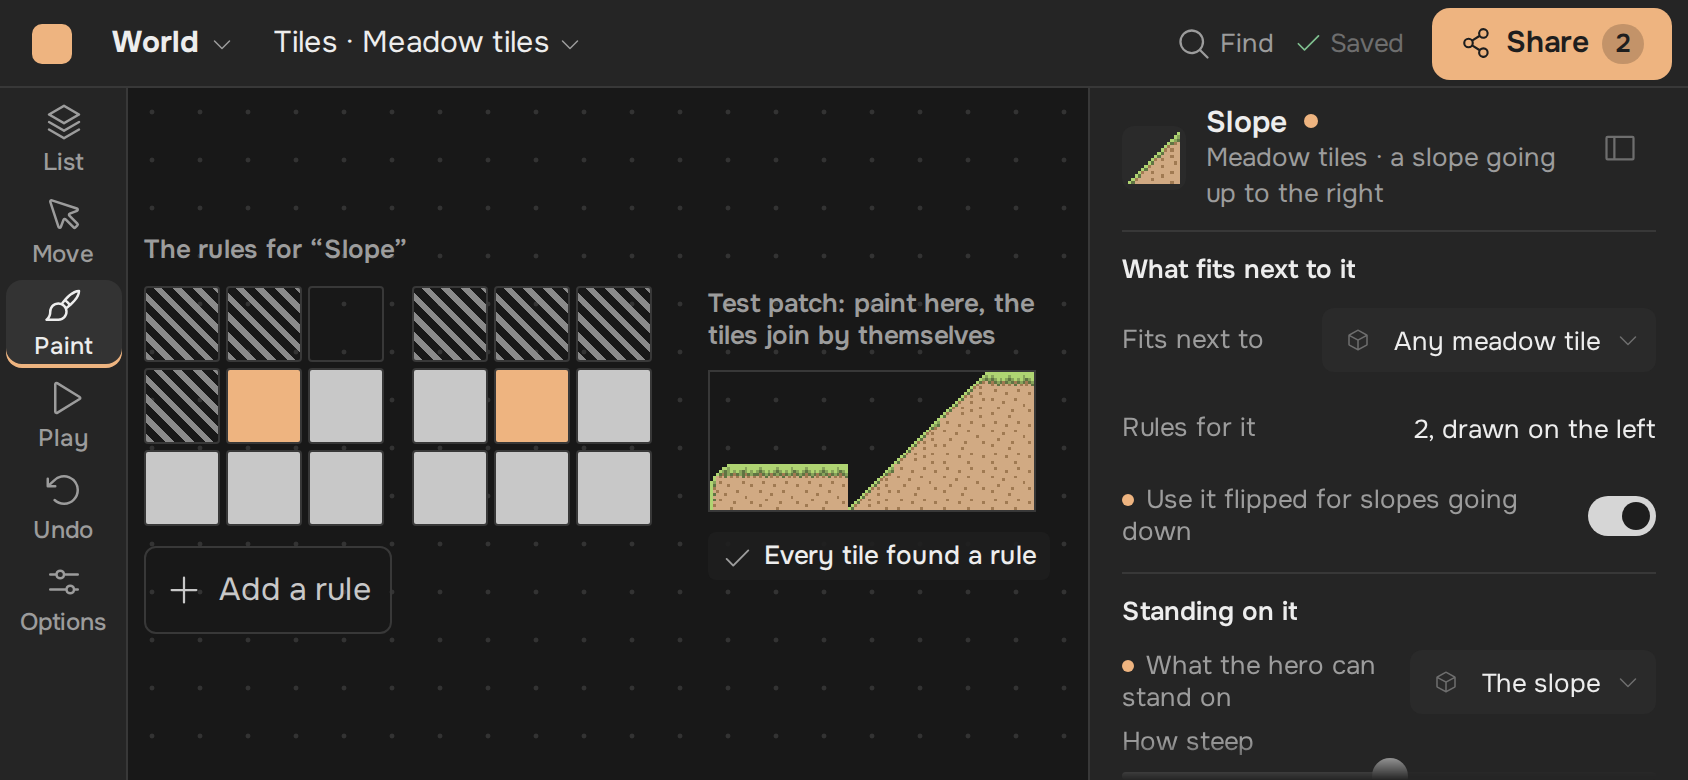 World
Tiles · Meadow tiles
Find
Saved
Share 2
List
Move
Paint
Play
Undo
Options
The rules for “Slope”
Add a rule
Test patch: paint here, the
tiles join by themselves
Every tile found a rule
Slope
Meadow tiles · a slope going
up to the right
What fits next to it
Fits next to
Any meadow tile
Rules for it
2, drawn on the left
Use it flipped for slopes going
down
Standing on it
What the hero can
stand on
The slope
How steep